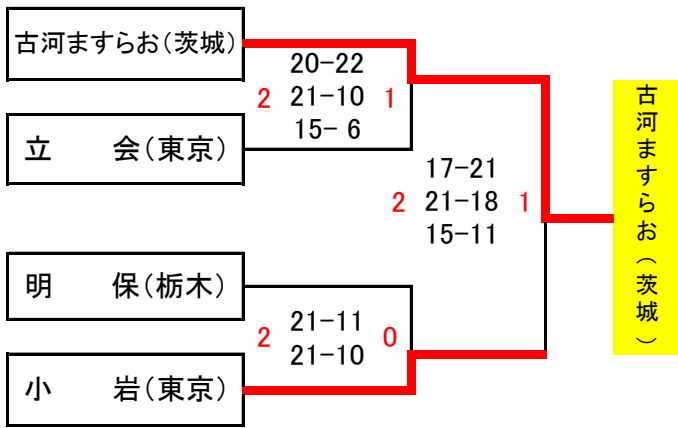 古河ますらお(茨城)
20-22
2 21-10 1
15- 6
立　　会(東京)
17-21
2 21-18 1
15-11
古河ますらお(茨城)
明　　保(栃木)
2 21-11 0
21-10
小　　岩(東京)